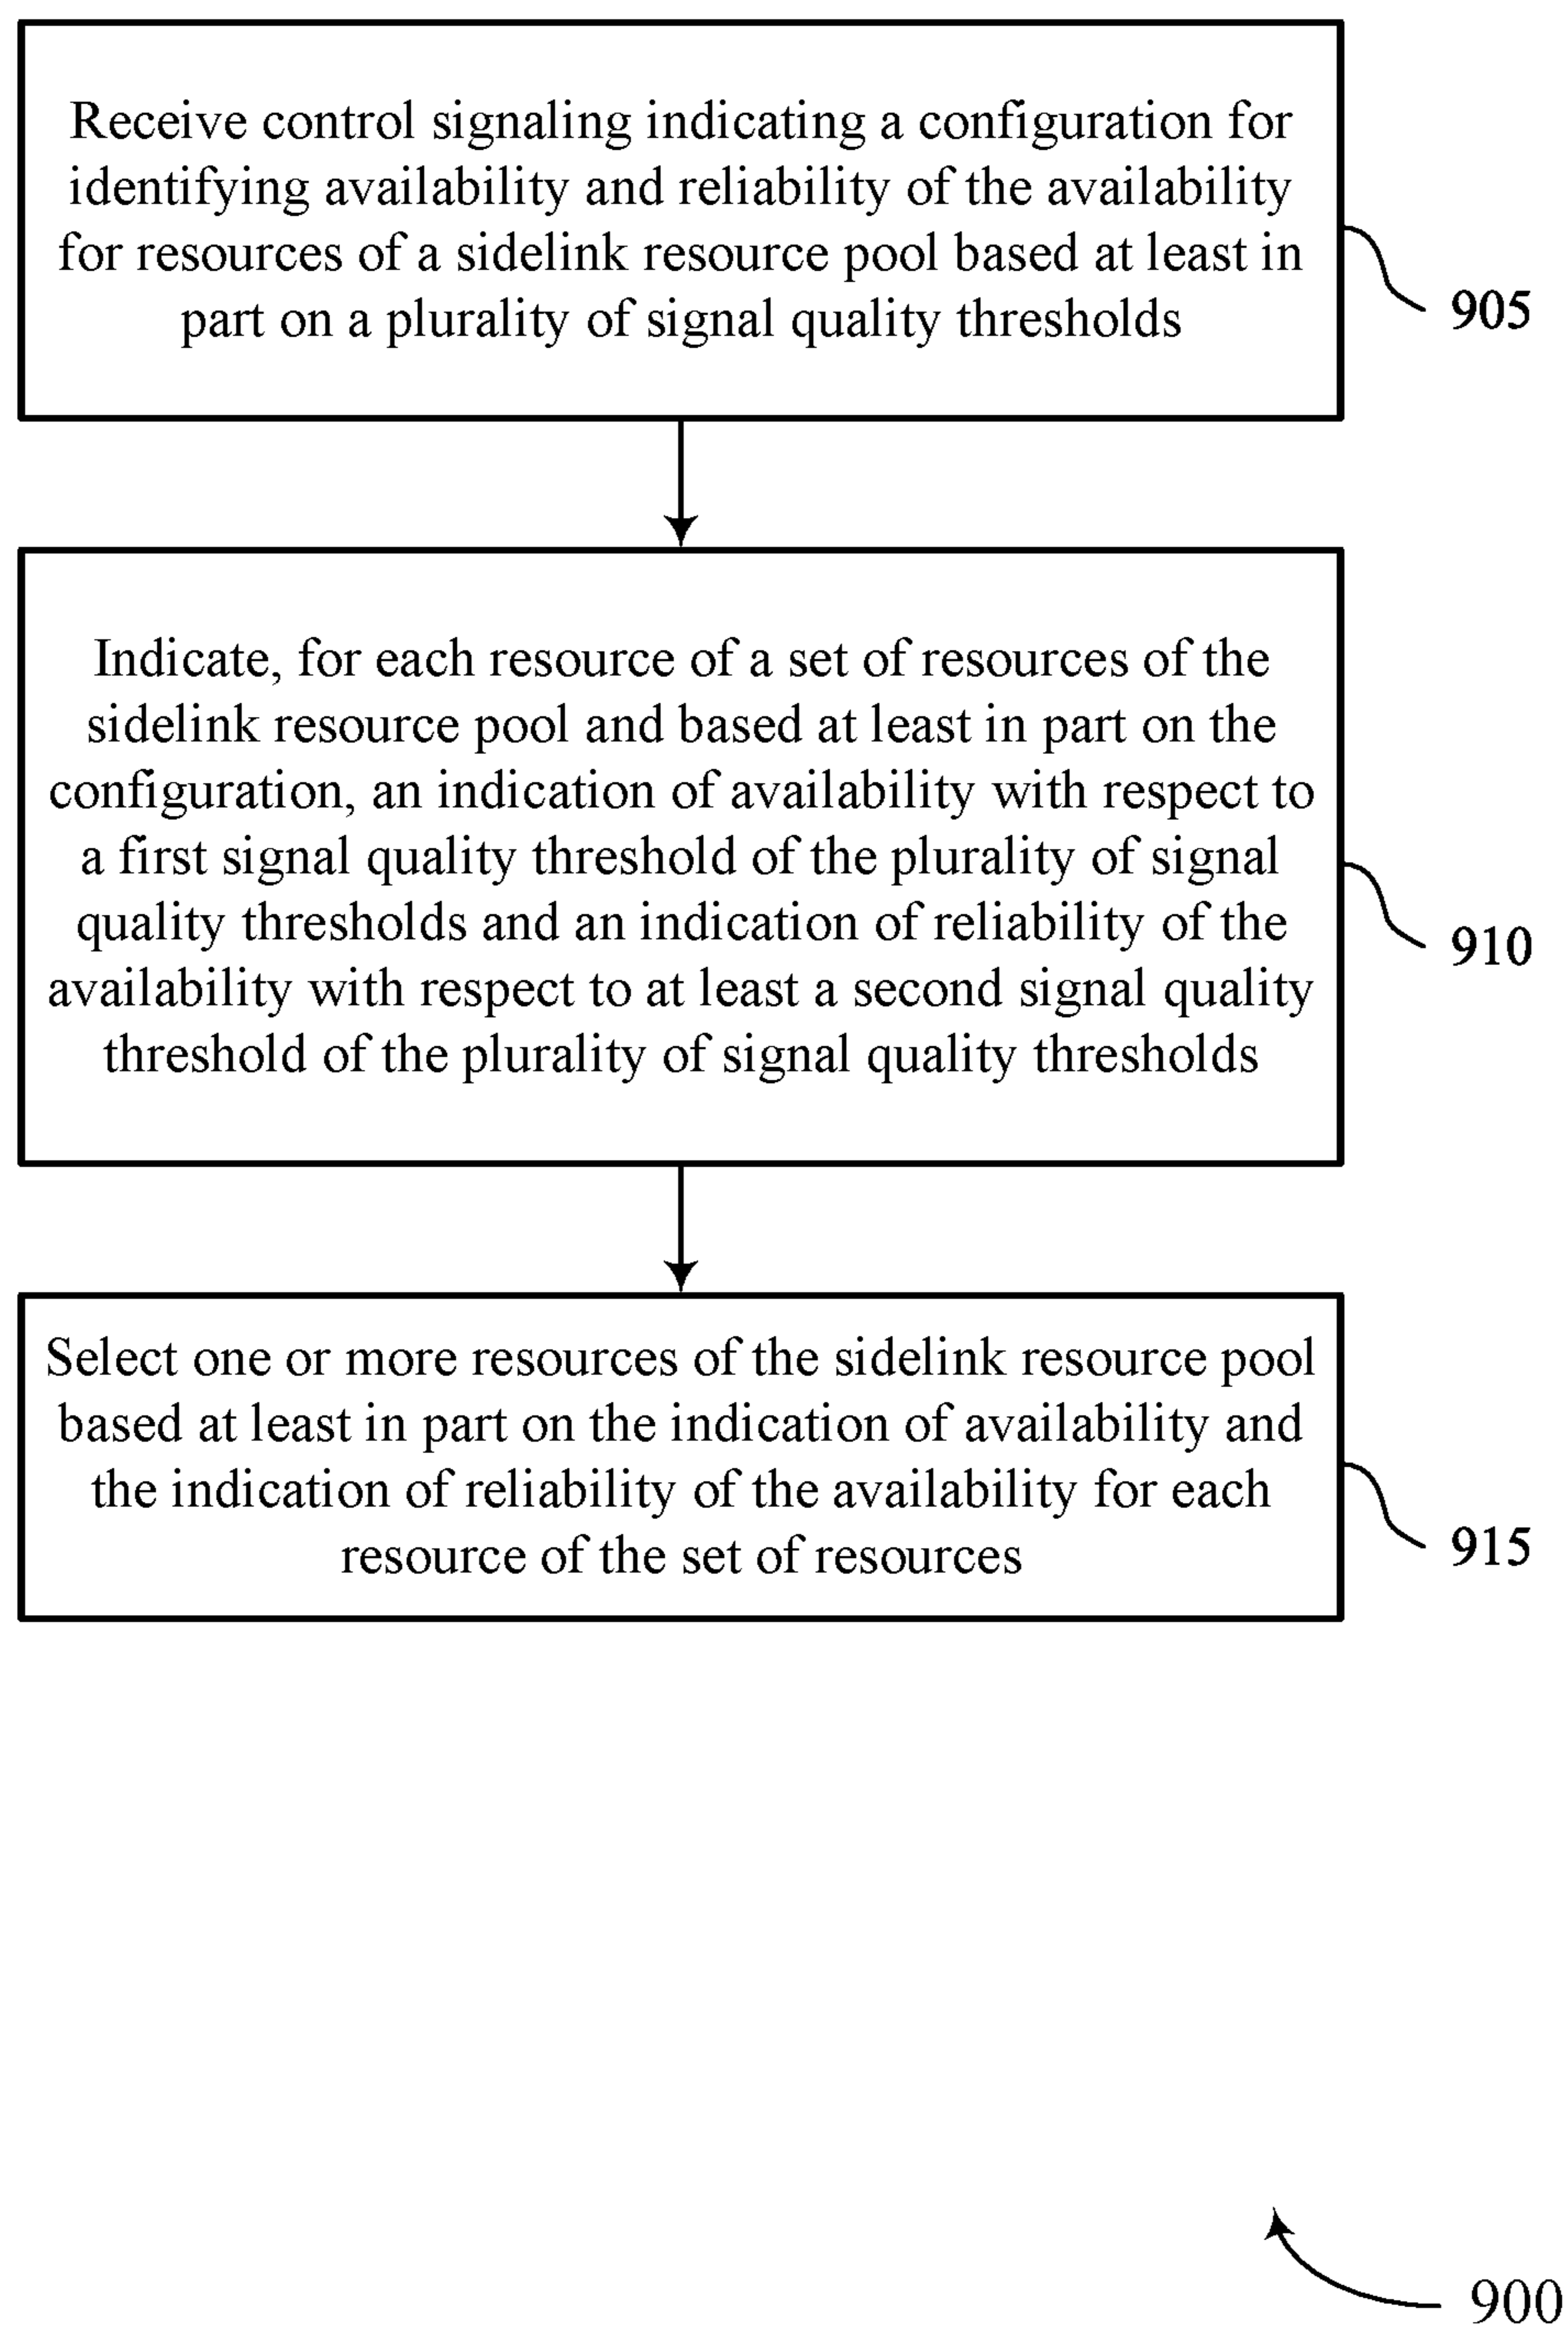 Receive control signaling indicating a configuration for
identifying availability and reliability of the availability
for resources of a sidelink resource pool based at least in
part on a plurality of signal quality thresholds
905
Indicate, for each resource of a set of resources of the
sidelink resource pool and based at least in part on the
configuration, an indication of availability with respect to
a first signal quality threshold of the plurality of signal
quality thresholds and an indication of reliability of the
availability with respect to at least a second signal quality
threshold of the plurality of signal quality thresholds
910
Select one or more resources of the sidelink resource pool
based at least in part on the indication of availability and
the indication of reliability of the availability for each
resource of the set of resources
915
900